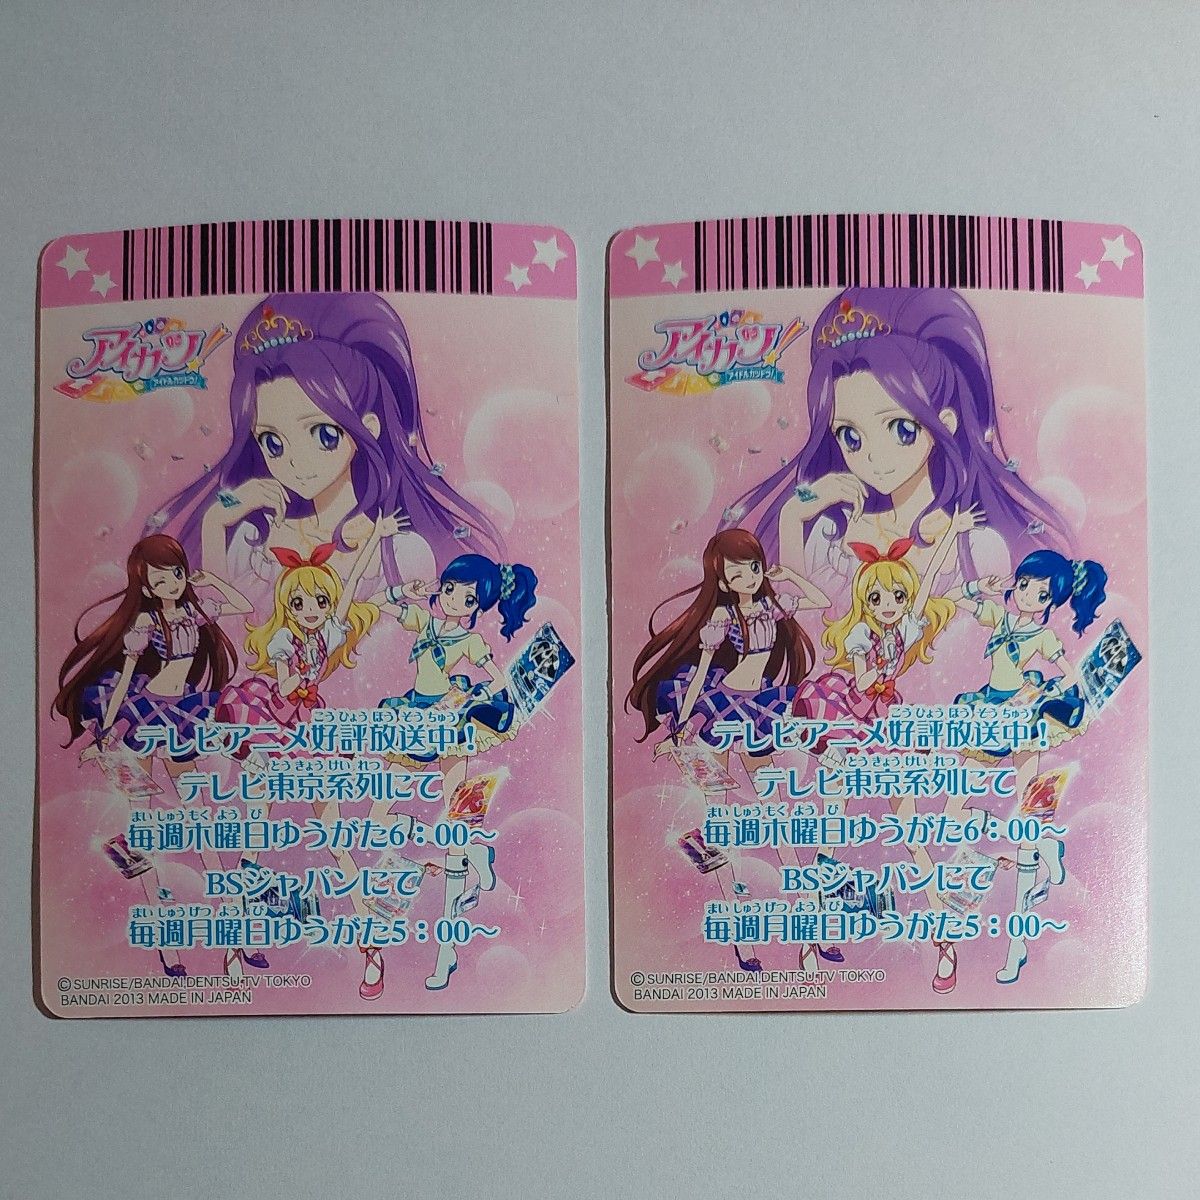 アイカツ!
アイドルカツドウ!
こうひょうほうそうちゅう
テレビアニメ好評放送中!
とうきょうけいれつ
テレビ東京系列にて
まいしゅうもくようび
毎週木曜日ゆうがた6:00~
BSジャパンにて
まいしゅうげつようび
毎週月曜日ゆうがた5:00~
©SUNRISE/BANDAI,DENTSU,TV TOKYO
BANDAI 2013 MADE IN JAPAN
アイカツ!
アイドルカツドウ!
こうひょうほうそうちゅう
テレビアニメ好評放送中!
とうきょうけいれつ
テレビ東京系列にて
まいしゅうもくようび
毎週木曜日ゆうがた6:00~
BSジャパンにて
まいしゅうげつようび
毎週月曜日ゆうがた5:00~
©SUNRISE/BANDAI,DENTSU,TV TOKYO
BANDAI 2013 MADE IN JAPAN